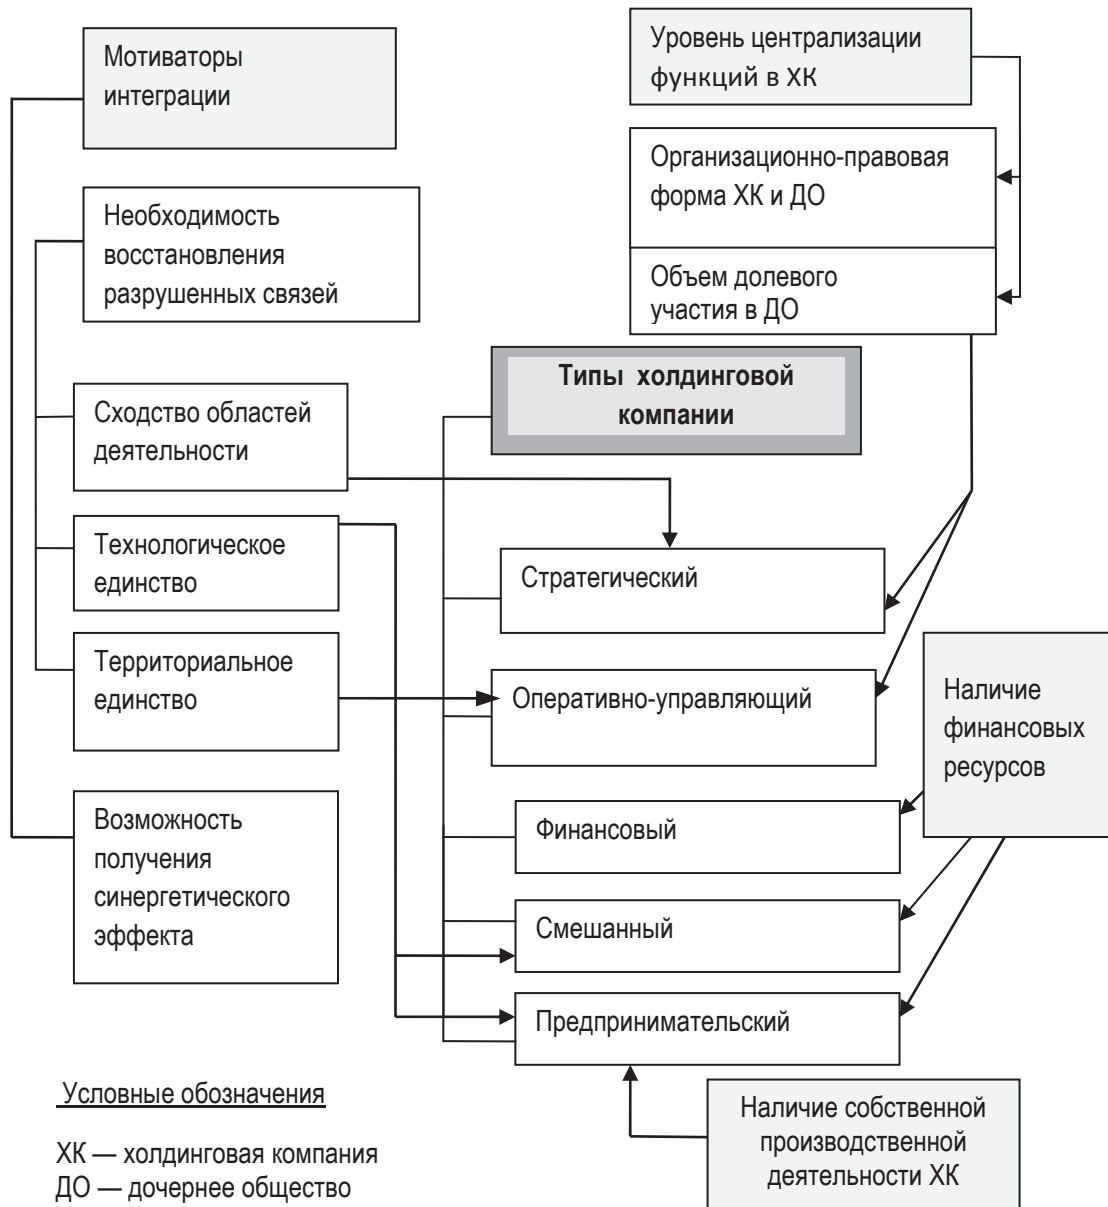 Мотиваторы
интеграции
Уровень централизации
функций в ХК
Организационно-правовая
форма ХК и ДО
Объем долевого
участия в ДО
Необходимость
восстановления
разрушенных связей
Типы холдинговой
компании
Сходство областей
деятельности
Технологическое
единство
Территориальное
единство
Возможность
получения
синергетического
эффекта
Стратегический
Оперативно-управляющий
Финансовый
Смешанный
Предпринимательский
Наличие
финансовых
ресурсов
Наличие собственной
производственной
деятельности ХК
Условные обозначения
ХК — холдинговая компания
ДО — дочернее общество